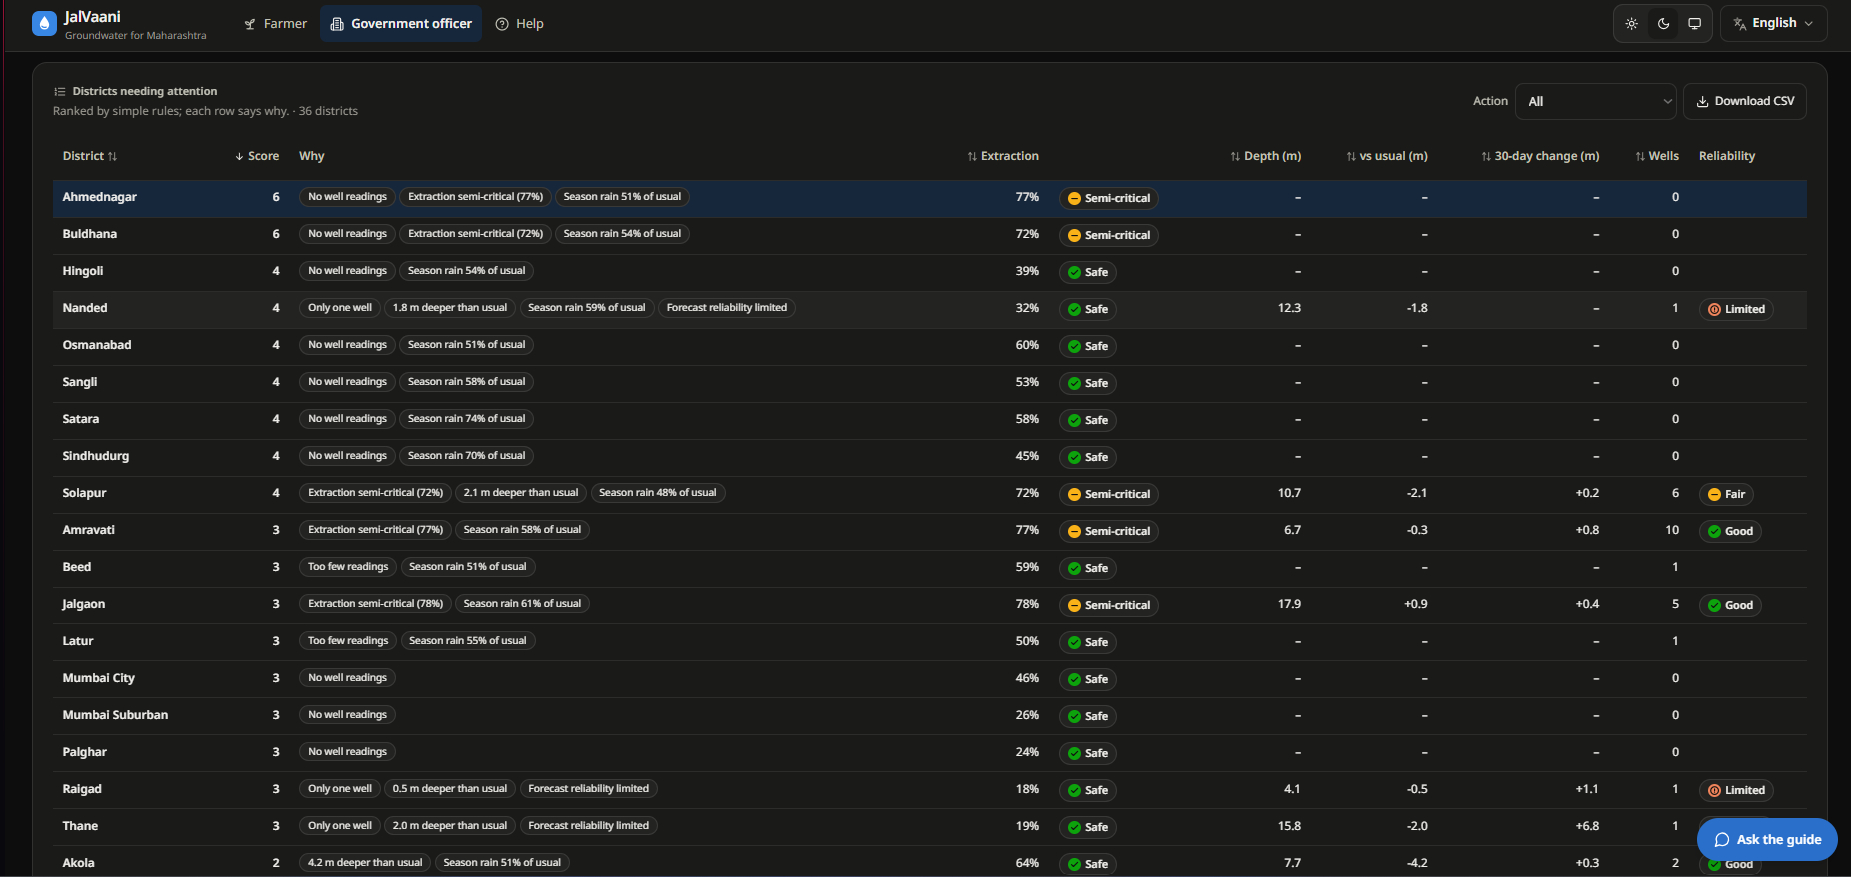 JalVaani
Groundwater for Maharashtra
Farmer
Government officer
Help
English
Districts needing attention
Ranked by simple rules; each row says why. · 36 districts
Action
All
Download CSV
District Score Why Extraction Depth (m) vs usual (m) 30-day change (m) Wells Reliability
Ahmednagar 6 No well readings Extraction semi-critical (77%) Season rain 51% of usual 77% Semi-critical – – – 0
Buldhana 6 No well readings Extraction semi-critical (72%) Season rain 54% of usual 72% Semi-critical – – – 0
Hingoli 4 No well readings Season rain 54% of usual 39% Safe – – – 0
Nanded 4 Only one well 1.8 m deeper than usual Season rain 59% of usual Forecast reliability limited 32% Safe 12.3 -1.8 – 1 Limited
Osmanabad 4 No well readings Season rain 51% of usual 60% Safe – – – 0
Sangli 4 No well readings Season rain 58% of usual 53% Safe – – – 0
Satara 4 No well readings Season rain 74% of usual 58% Safe – – – 0
Sindhudurg 4 No well readings Season rain 70% of usual 45% Safe – – – 0
Solapur 4 Extraction semi-critical (72%) 2.1 m deeper than usual Season rain 48% of usual 72% Semi-critical 10.7 -2.1 +0.2 6 Fair
Amravati 3 Extraction semi-critical (77%) Season rain 58% of usual 77% Semi-critical 6.7 -0.3 +0.8 10 Good
Beed 3 Too few readings Season rain 51% of usual 59% Safe – – – 1
Jalgaon 3 Extraction semi-critical (78%) Season rain 61% of usual 78% Semi-critical 17.9 +0.9 +0.4 5 Good
Latur 3 Too few readings Season rain 55% of usual 50% Safe – – – 1
Mumbai City 3 No well readings 46% Safe – – – 0
Mumbai Suburban 3 No well readings 26% Safe – – – 0
Palghar 3 No well readings 24% Safe – – – 0
Raigad 3 Only one well 0.5 m deeper than usual Forecast reliability limited 18% Safe 4.1 -0.5 +1.1 1 Limited
Thane 3 Only one well 2.0 m deeper than usual Forecast reliability limited 19% Safe 15.8 -2.0 +6.8 1
Ask the guide
Akola 2 4.2 m deeper than usual Season rain 51% of usual 64% Safe 7.7 -4.2 +0.3 2 Good